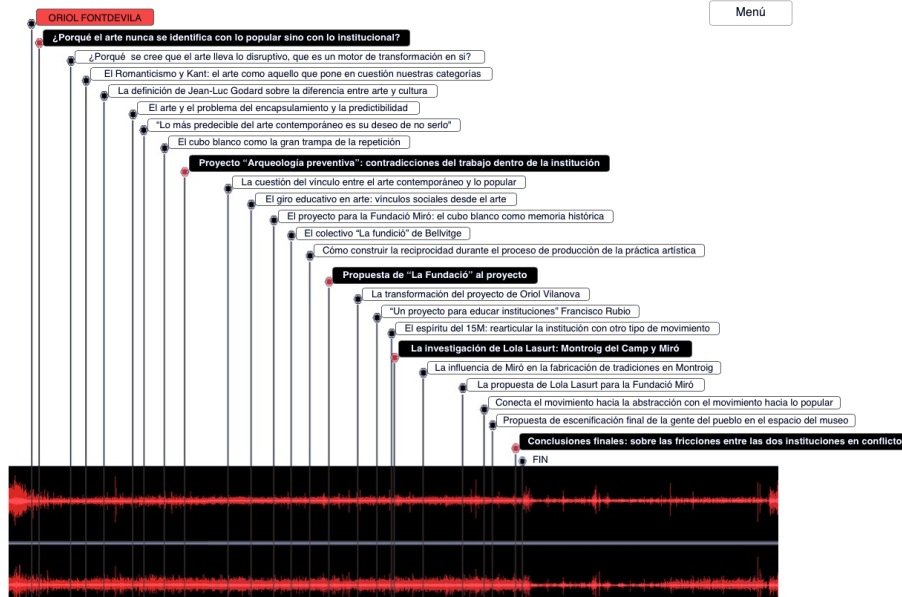 Menú
ORIOL FONTDEVILA
¿Porqué el arte nunca se identifica con lo popular sino con lo institucional?
¿Porqué se cree que el arte lleva lo disruptivo, que es un motor de transformación en si?
El Romanticismo y Kant: el arte como aquello que pone en cuestión nuestras categorías
La definición de Jean-Luc Godard sobre la diferencia entre arte y cultura
El arte y el problema del encapsulamiento y la predictibilidad
"Lo más predecible del arte contemporáneo es su deseo de no serlo"
El cubo blanco como la gran trampa de la repetición
Proyecto “Arqueología preventiva”: contradicciones del trabajo dentro de la institución
La cuestión del vínculo entre el arte contemporáneo y lo popular
El giro educativo en arte: vínculos sociales desde el arte
El proyecto para la Fundació Miró: el cubo blanco como memoria histórica
El colectivo “La fundició” de Bellvitge
Cómo construir la reciprocidad durante el proceso de producción de la práctica artística
Propuesta de “La Fundació” al proyecto
La transformación del proyecto de Oriol Vilanova
“Un proyecto para educar instituciones” Francisco Rubio
El espíritu del 15M: rearticular la institución con otro tipo de movimiento
La investigación de Lola Lasurt: Montroig del Camp y Miró
La influencia de Miró en la fabricación de tradiciones en Montroig
La propuesta de Lola Lasurt para la Fundació Miró
Conecta el movimiento hacia la abstracción con el movimiento hacia lo popular
Propuesta de escenificación final de la gente del pueblo en el espacio del museo
Conclusiones finales: sobre las fricciones entre las dos instituciones en conflicto
FIN